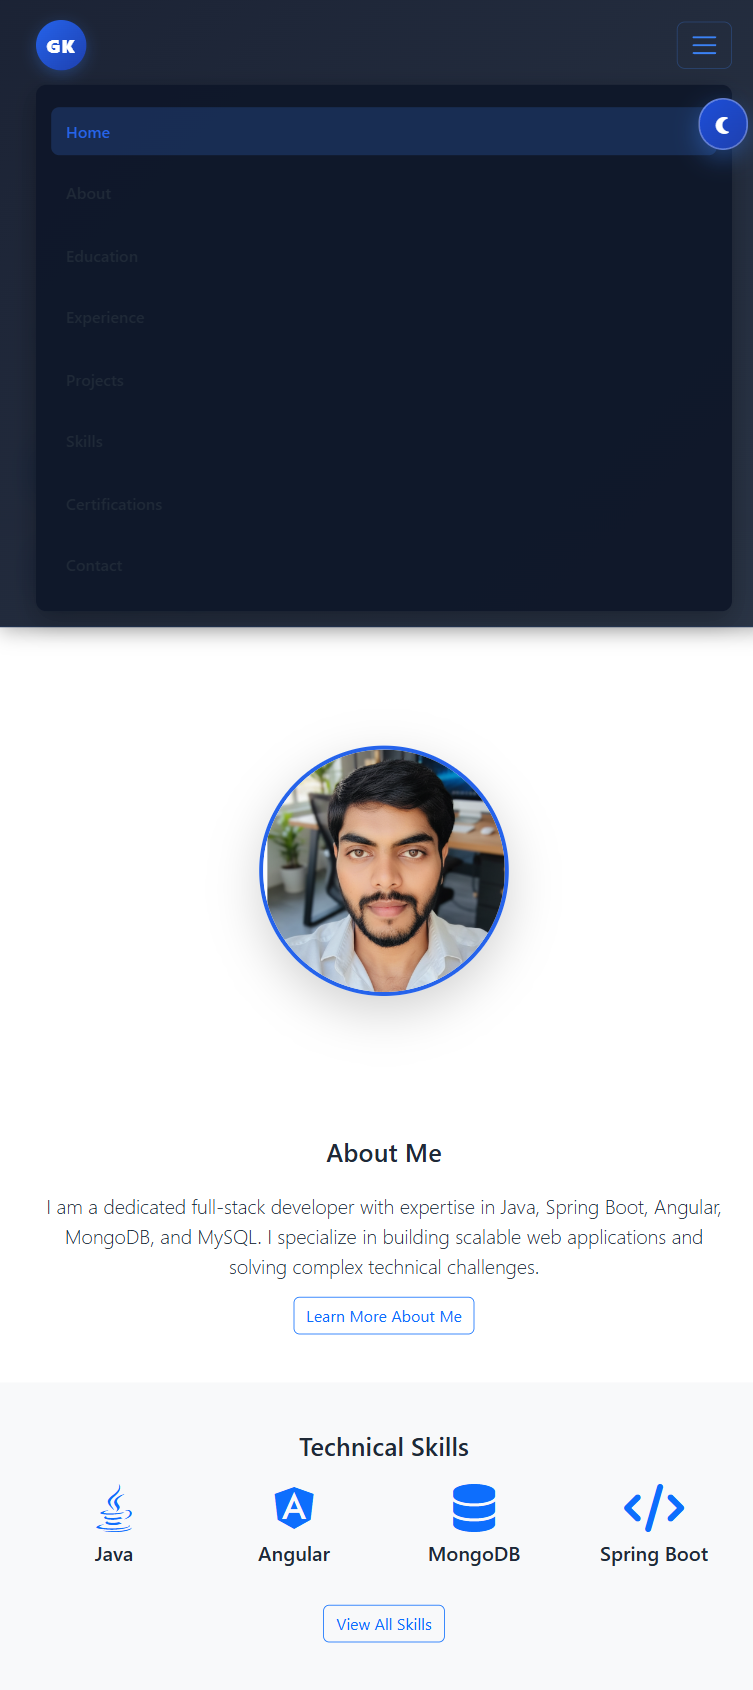 GK
Home
About
Education
Experience
Projects
Skills
Certifications
Contact
About Me
I am a dedicated full-stack developer with expertise in Java, Spring Boot, Angular,
MongoDB, and MySQL. I specialize in building scalable web applications and
solving complex technical challenges.
Learn More About Me
Technical Skills
Java
Angular
MongoDB
Spring Boot
View All Skills